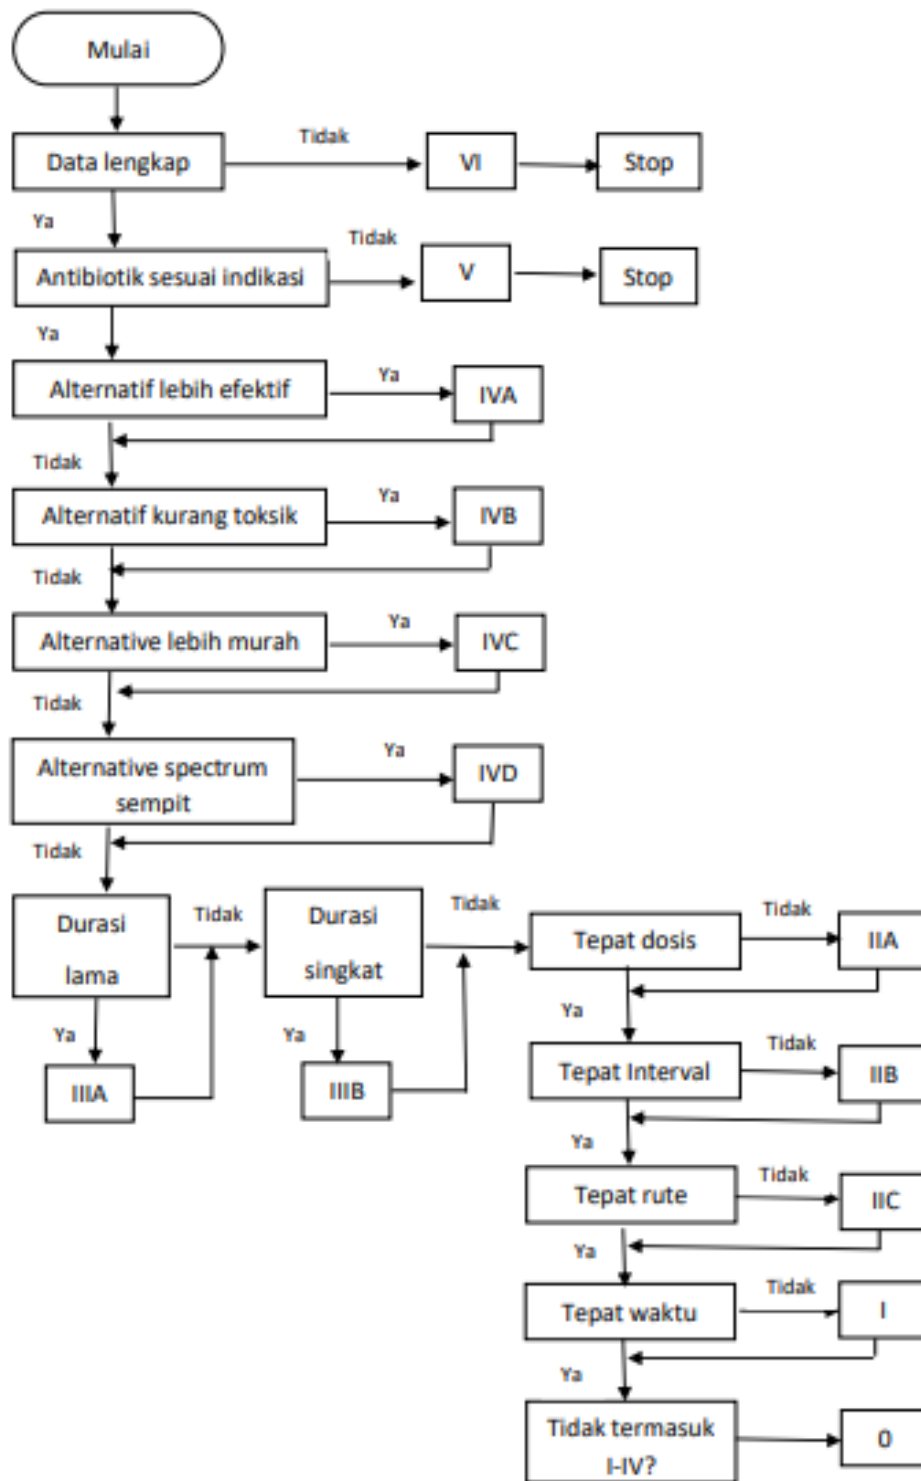 Mulai
Data lengkap
Tidak
VI
Stop
Ya
Antibiotik sesuai indikasi
Tidak
V
Stop
Ya
Alternatif lebih efektif
Ya
IVA
Tidak
Alternatif kurang toksik
Ya
IVB
Tidak
Alternative lebih murah
Ya
IVC
Tidak
Alternative spectrum
sempit
Ya
IVD
Tidak
Durasi
lama
Tidak
Ya
IIIA
Durasi
singkat
Tidak
Ya
IIIB
Tepat dosis
Tidak
IIA
Ya
Tepat Interval
Tidak
IIB
Ya
Tepat rute
Tidak
IIC
Ya
Tepat waktu
Tidak
I
Ya
Tidak termasuk
I-IV?
0